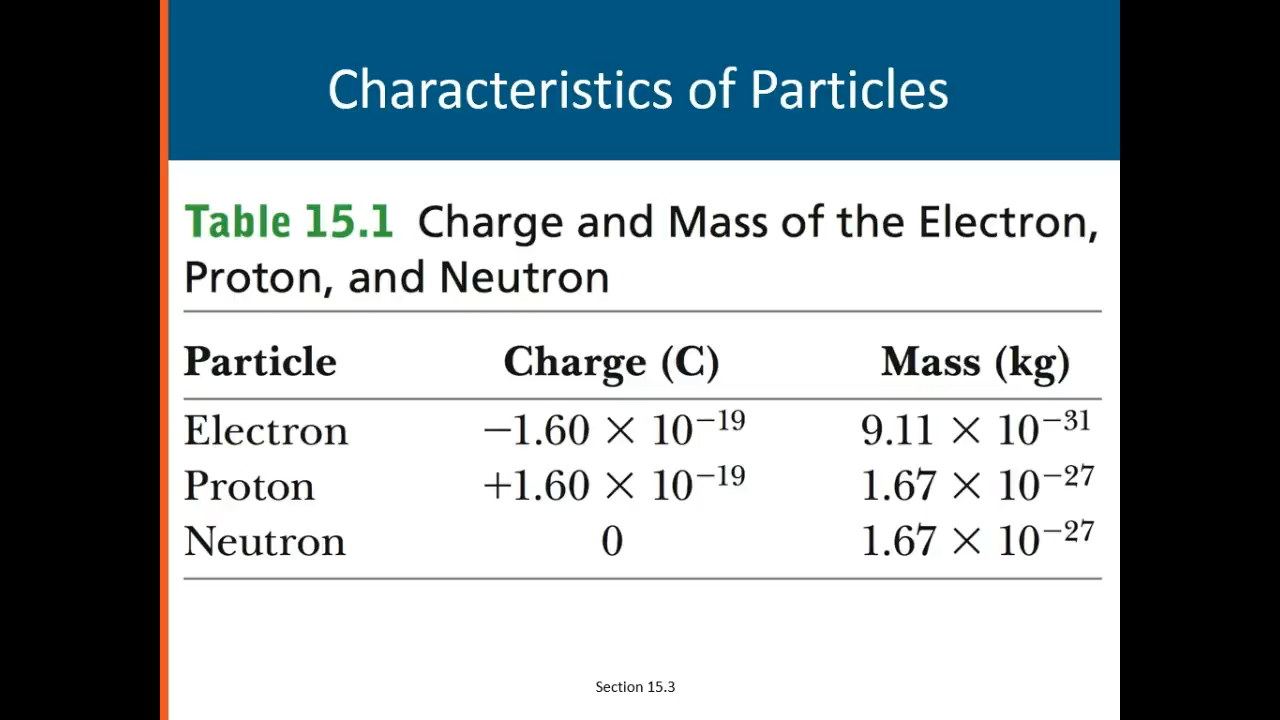 Characteristics of Particles
Table 15.1 Charge and Mass of the Electron,
Proton, and Neutron
Particle Charge (C) Mass (kg)
Electron −1.60 × 10⁻¹⁹ 9.11 × 10⁻³¹
Proton +1.60 × 10⁻¹⁹ 1.67 × 10⁻²⁷
Neutron 0 1.67 × 10⁻²⁷
Section 15.3